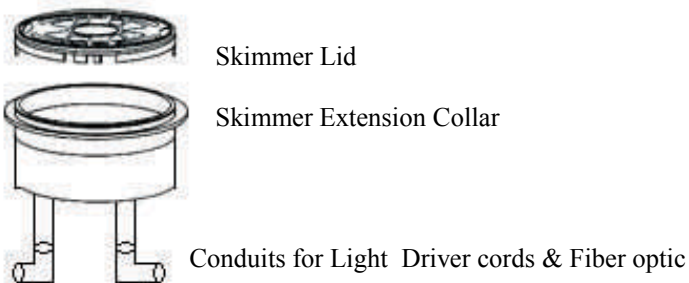 Skimmer Lid
Skimmer Extension Collar
Conduits for Light Driver cords & Fiber optic